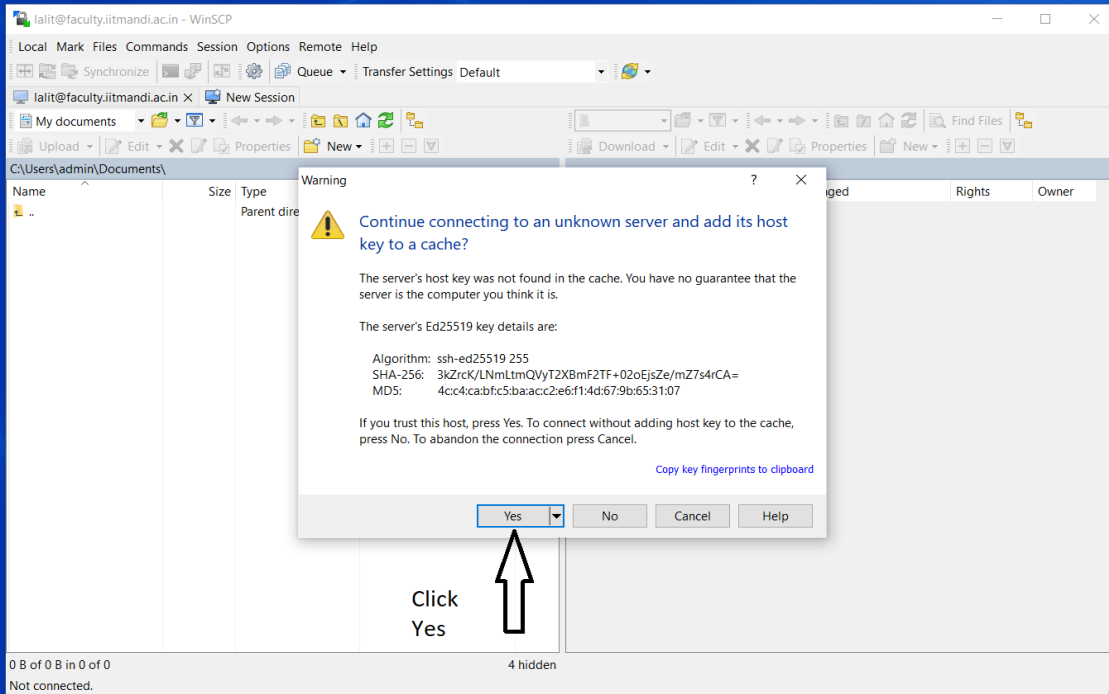 lalit@faculty.iitmandi.ac.in - WinSCP
Local Mark Files Commands Session Options Remote Help
Synchronize Queue Transfer Settings Default
lalit@faculty.iitmandi.ac.in New Session
My documents Find Files
Upload Edit Properties New Download Edit Properties New
C:\Users\admin\Documents\
Name Size Type Parent dire
..
Warning ?
Continue connecting to an unknown server and add its host
key to a cache?
The server's host key was not found in the cache. You have no guarantee that the
server is the computer you think it is.
The server's Ed25519 key details are:
Algorithm: ssh-ed25519 255
SHA-256: 3kZrcK/LNmLtmQVyT2XBmF2TF+02oEjsZe/mZ7s4rCA=
MD5: 4c:c4:ca:bf:c5:ba:ac:c2:e6:f1:4d:67:9b:65:31:07
If you trust this host, press Yes. To connect without adding host key to the cache,
press No. To abandon the connection press Cancel.
Copy key fingerprints to clipboard
Yes No Cancel Help
ged Rights Owner
Click
Yes
0 B of 0 B in 0 of 0 4 hidden
Not connected.